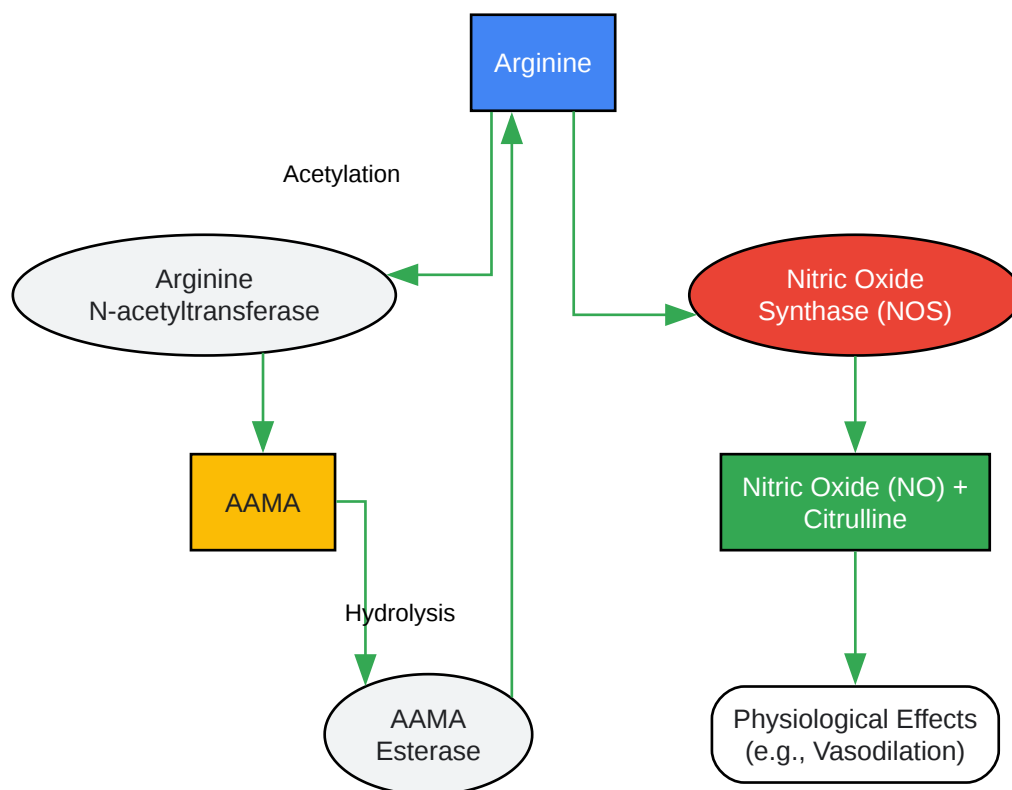 Arginine
Acetylation
Arginine
N-acetyltransferase
Nitric Oxide
Synthase (NOS)
AAMA
Nitric Oxide (NO) +
Citrulline
Hydrolysis
AAMA
Esterase
Physiological Effects
(e.g., Vasodilation)